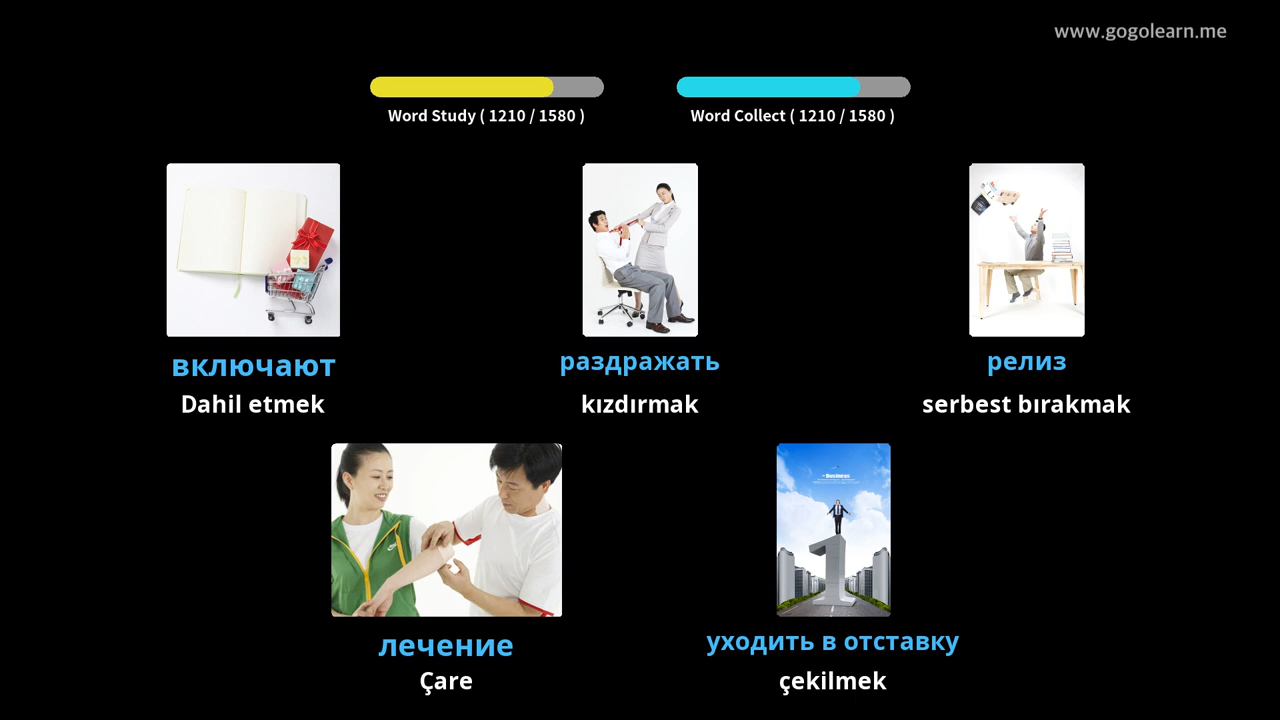 www.gogolearn.me
Word Study ( 1210 / 1580 )
Word Collect ( 1210 / 1580 )
включают
Dahil etmek
раздражать
kızdırmak
релиз
serbest bırakmak
Business
лечение
Çare
уходить в отставку
çekilmek